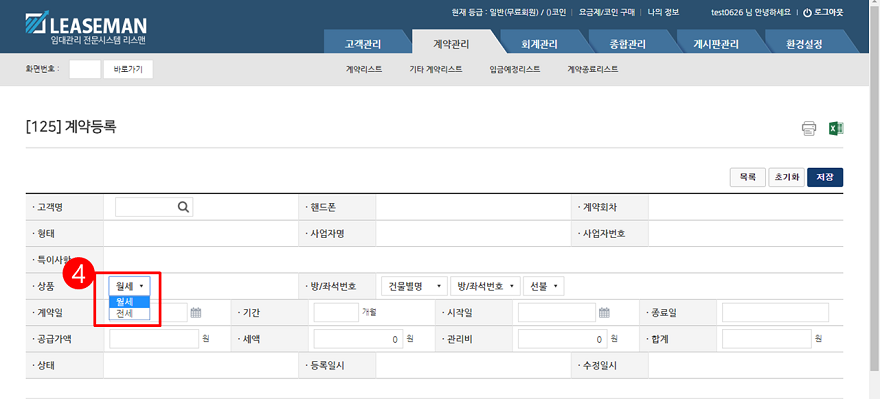 LEASEMAN
임대관리 전문시스템 리스맨
현재 등급 : 일반(무료회원) / ()코인 | 요금제/코인 구매 | 나의 정보
test0626 님 안녕하세요 | 로그아웃
고객관리 계약관리 회계관리 종합관리 게시판관리 환경설정
화면번호 : 바로가기 계약리스트 기타 계약리스트 입금예정리스트 계약종료리스트
[125] 계약등록
목록 초기화 저장
· 고객명 · 핸드폰 · 계약회차
· 형태 · 사업자명 · 사업자번호
· 특이사항
4
· 상품 월세 · 방/좌석번호 건물별명 방/좌석번호 선불
월세
전세
· 계약일 · 기간 개월 · 시작일 · 종료일
· 공급가액 원 · 세액 0 원 · 관리비 0 원 · 합계 원
· 상태 · 등록일시 · 수정일시